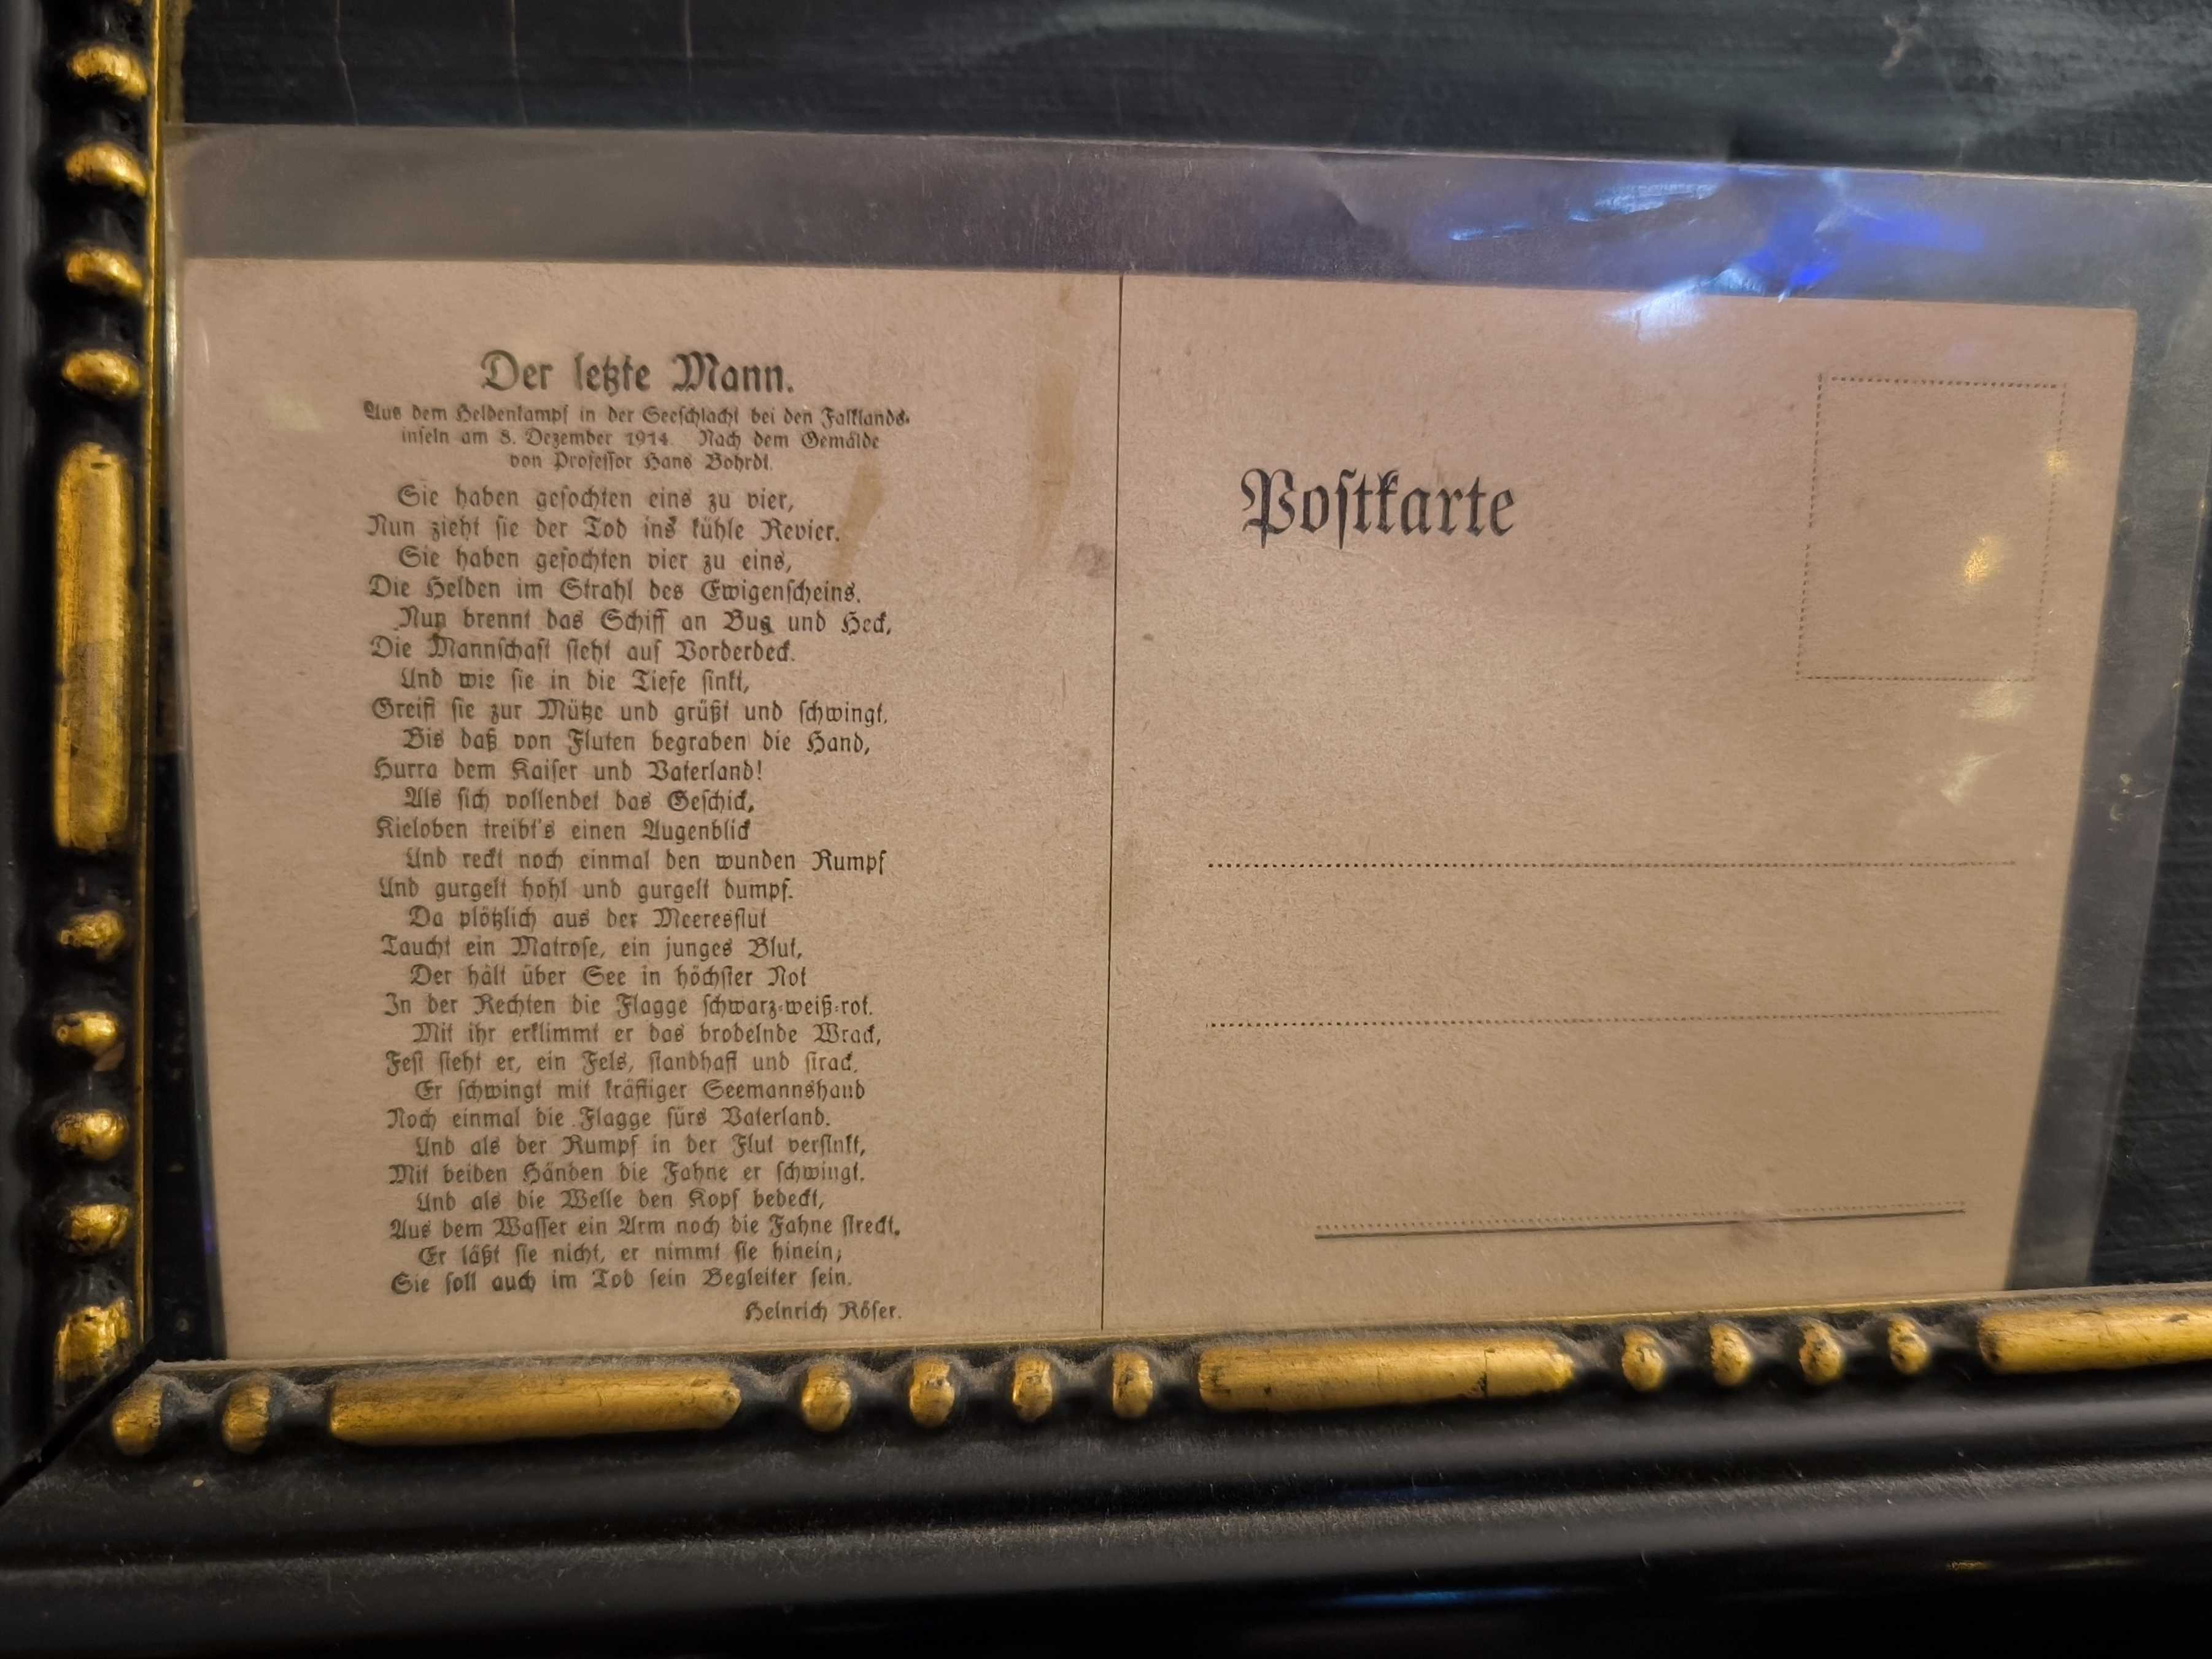 Der letzte Mann.
Aus dem Heldenkampf in der Seeschlacht bei den Falklands-
inseln am 8. Dezember 1914. Nach dem Gemälde
von Professor Hans Bohrdt.
Sie haben gefochten eins zu vier,
Nun zieht sie der Tod ins kühle Revier.
Sie haben gefochten vier zu eins,
Die Helden im Strahl des Ewigenscheins.
Nun brennt das Schiff an Bug und Heck,
Die Mannschaft steht auf Vorderdeck.
Und wie sie in die Tiefe sinkt,
Greift sie zur Mütze und grüßt und schwingt,
Bis daß von Fluten begraben die Hand,
Hurra dem Kaiser und Vaterland!
Als sich vollendet das Geschick,
Kieloben treibt's einen Augenblick
Und reckt noch einmal den wunden Rumpf
Und gurgelt hohl und gurgelt dumpf.
Da plötzlich aus der Meeresflut
Taucht ein Matrose, ein junges Blut,
Der hält über See in höchster Not
In der Rechten die Flagge schwarz-weiß-rot.
Mit ihr erklimmt er das brodelnde Wrack,
Fest steht er, ein Fels, standhaft und strack.
Er schwingt mit kräftiger Seemannshand
Noch einmal die Flagge fürs Vaterland.
Und als der Rumpf in der Flut versinkt,
Mit beiden Händen die Fahne er schwingt.
Und als die Welle den Kopf bedeckt,
Aus dem Wasser ein Arm noch die Fahne streckt.
Er läßt sie nicht, er nimmt sie hinein;
Sie soll auch im Tod sein Begleiter sein.
Heinrich Röser.
Postkarte